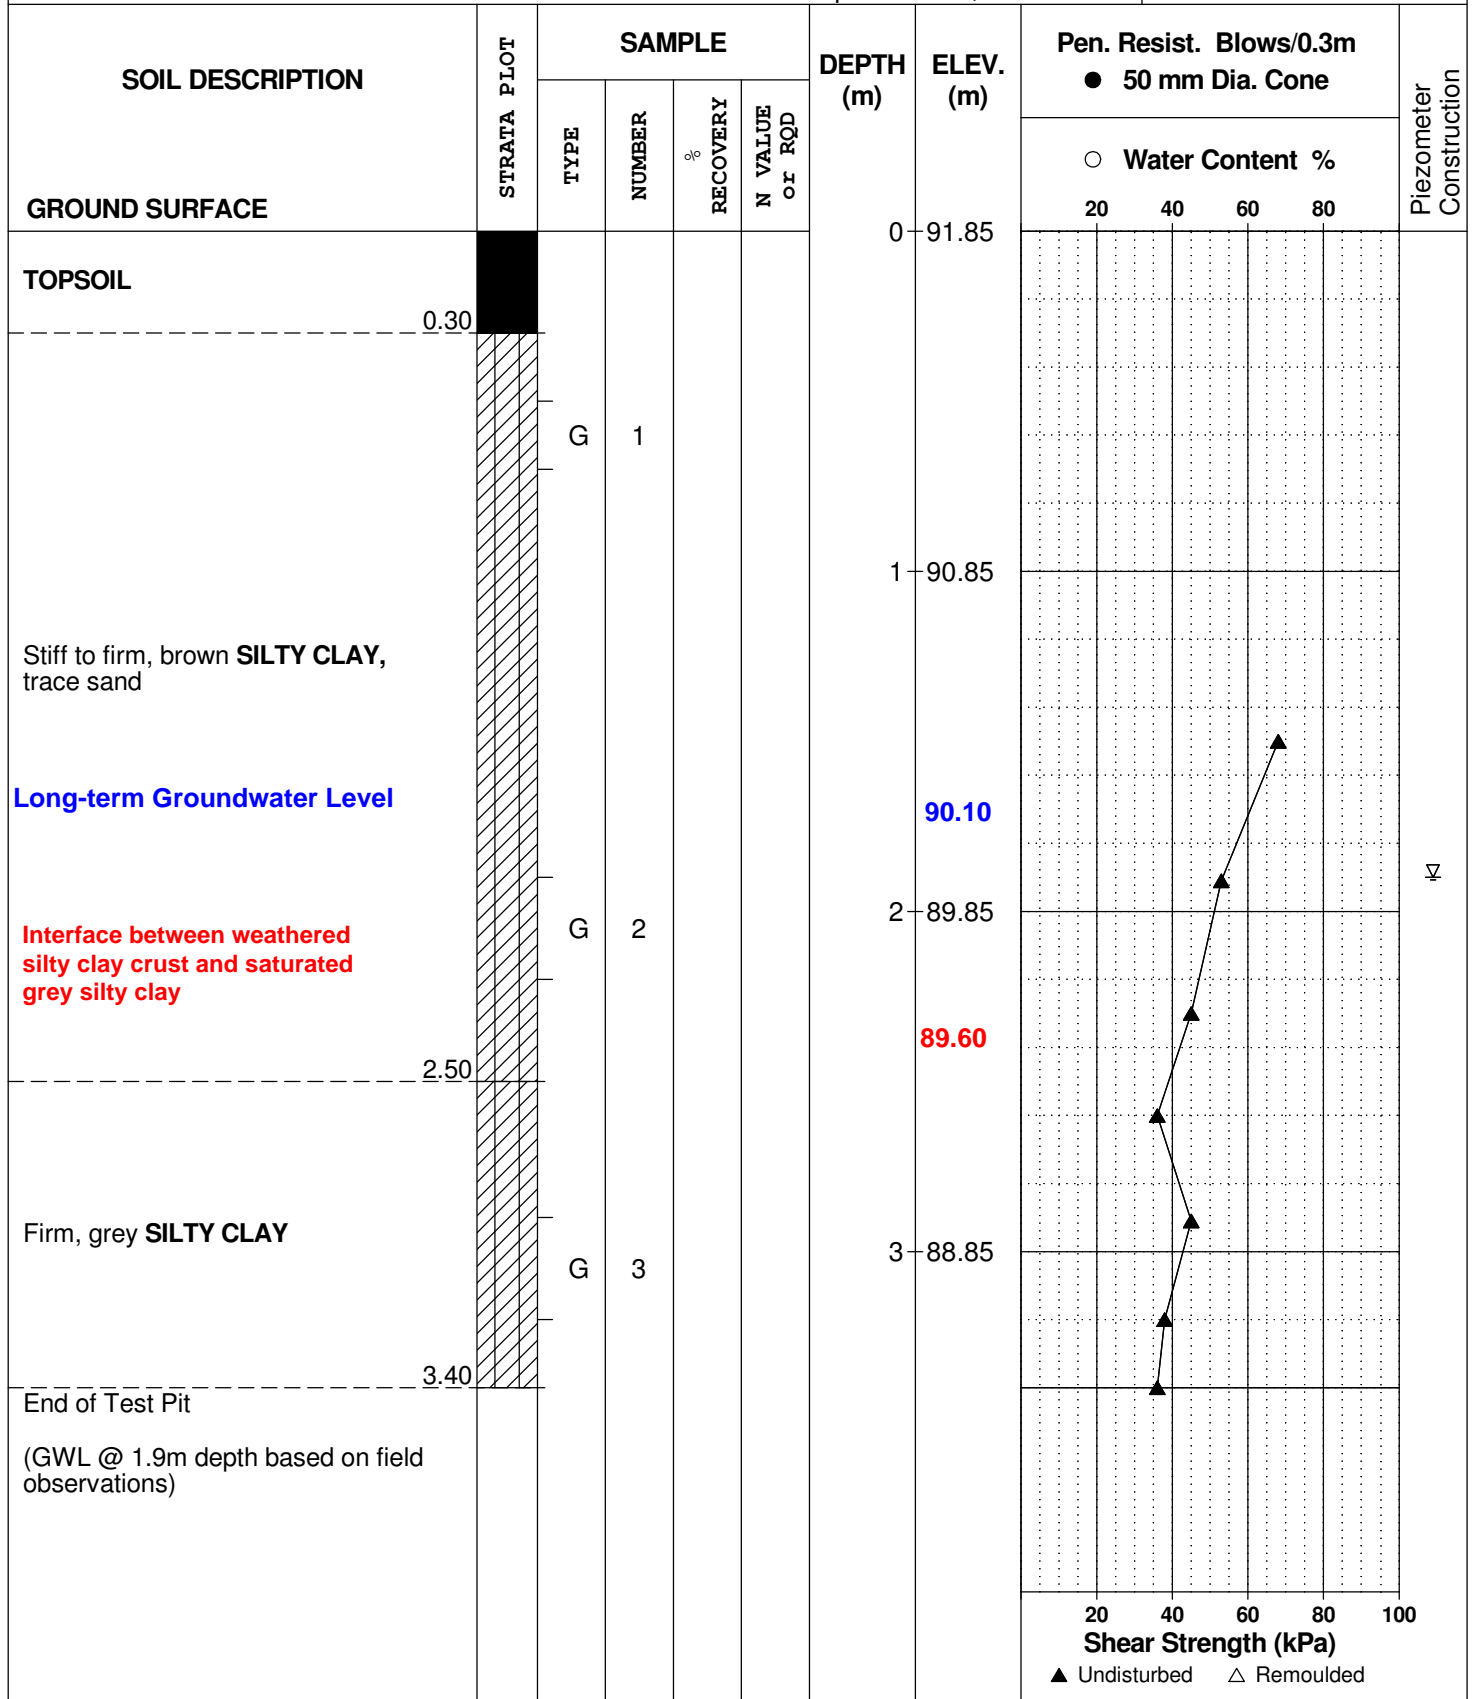 SOIL DESCRIPTION
GROUND SURFACE
STRATA PLOT
SAMPLE
TYPE
NUMBER
%
RECOVERY
N VALUE
or RQD
DEPTH
(m)
ELEV.
(m)
Pen. Resist. Blows/0.3m
● 50 mm Dia. Cone
○ Water Content %
20 40 60 80
Piezometer
Construction
0 91.85
TOPSOIL
0.30
G 1
1 90.85
Stiff to firm, brown SILTY CLAY,
trace sand
Long-term Groundwater Level
90.10
2 89.85
G 2
Interface between weathered
silty clay crust and saturated
grey silty clay
89.60
2.50
Firm, grey SILTY CLAY
3 88.85
G 3
3.40
End of Test Pit
(GWL @ 1.9m depth based on field
observations)
20 40 60 80 100
Shear Strength (kPa)
▲ Undisturbed △ Remoulded